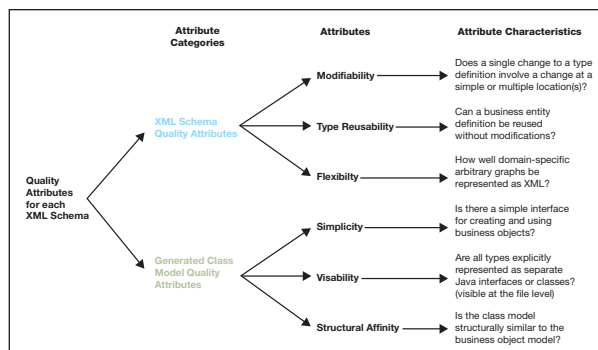 Attribute
Categories
Attributes
Attribute Characteristics
Quality
Attributes
for each
XML Schema
XML Schema
Quality Attributes
Generated Class
Model Quality
Attributes
Modifiability
Does a single change to a type
definition involve a change at a
simple or multiple location(s)?
Type Reusability
Can a business entity
definition be reused
without modifications?
Flexibilty
How well domain-specific
arbitrary graphs be
represented as XML?
Simplicity
Is there a simple interface
for creating and using
business objects?
Visability
Are all types explicitly
represented as separate
Java interfaces or classes?
(visible at the file level)
Structural Affinity
Is the class model
structurally similar to the
business object model?